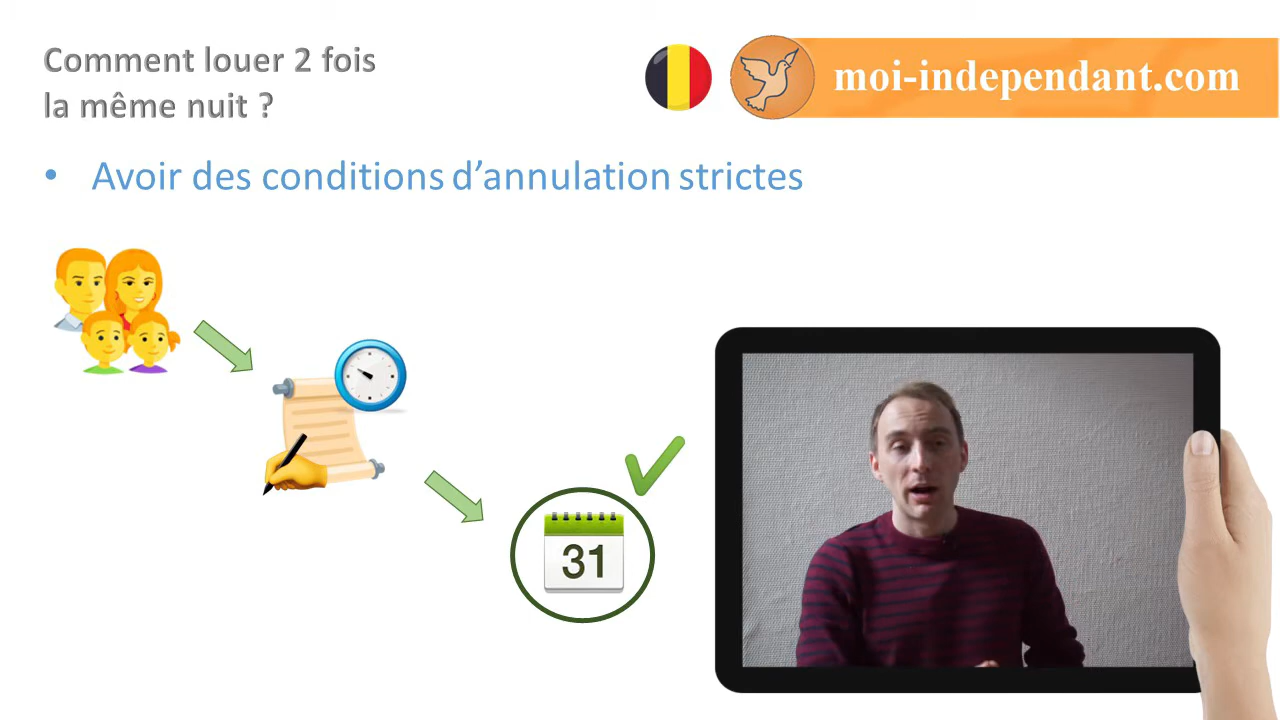 Comment louer 2 fois
la même nuit ?
moi-independant.com
• Avoir des conditions d’annulation strictes
31